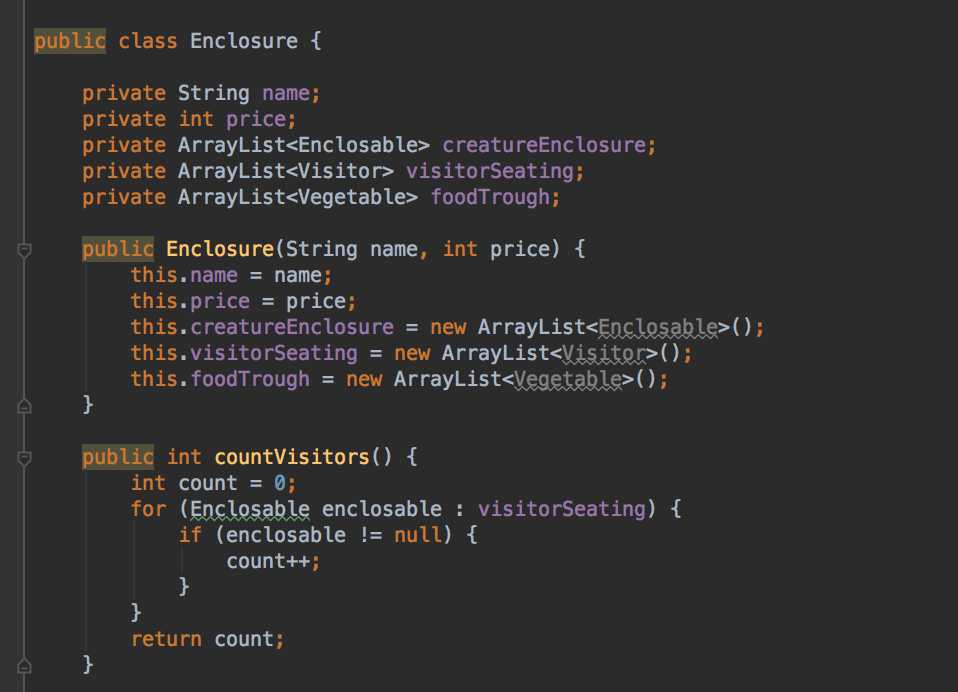 public class Enclosure {
private String name;
private int price;
private ArrayList<Enclosable> creatureEnclosure;
private ArrayList<Visitor> visitorSeating;
private ArrayList<Vegetable> foodTrough;
public Enclosure(String name, int price) {
this.name = name;
this.price = price;
this.creatureEnclosure = new ArrayList<Enclosable>();
this.visitorSeating = new ArrayList<Visitor>();
this.foodTrough = new ArrayList<Vegetable>();
}
public int countVisitors() {
int count = 0;
for (Enclosable enclosable : visitorSeating) {
if (enclosable != null) {
count++;
}
}
return count;
}